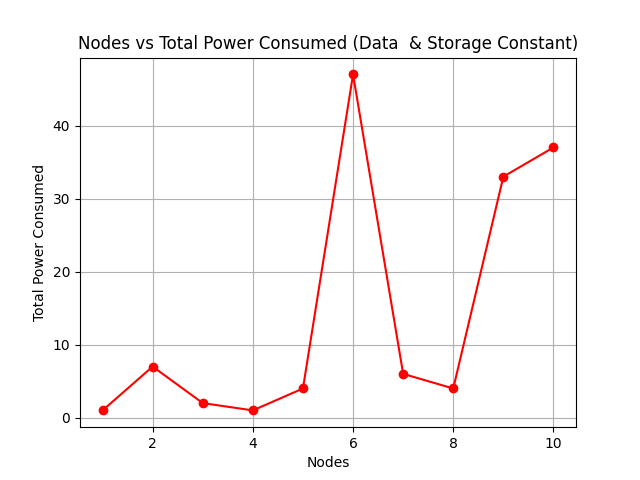 Nodes vs Total Power Consumed (Data  & Storage Constant)
Total Power Consumed
40
30
20
10
0
2 4 6 8 10
Nodes